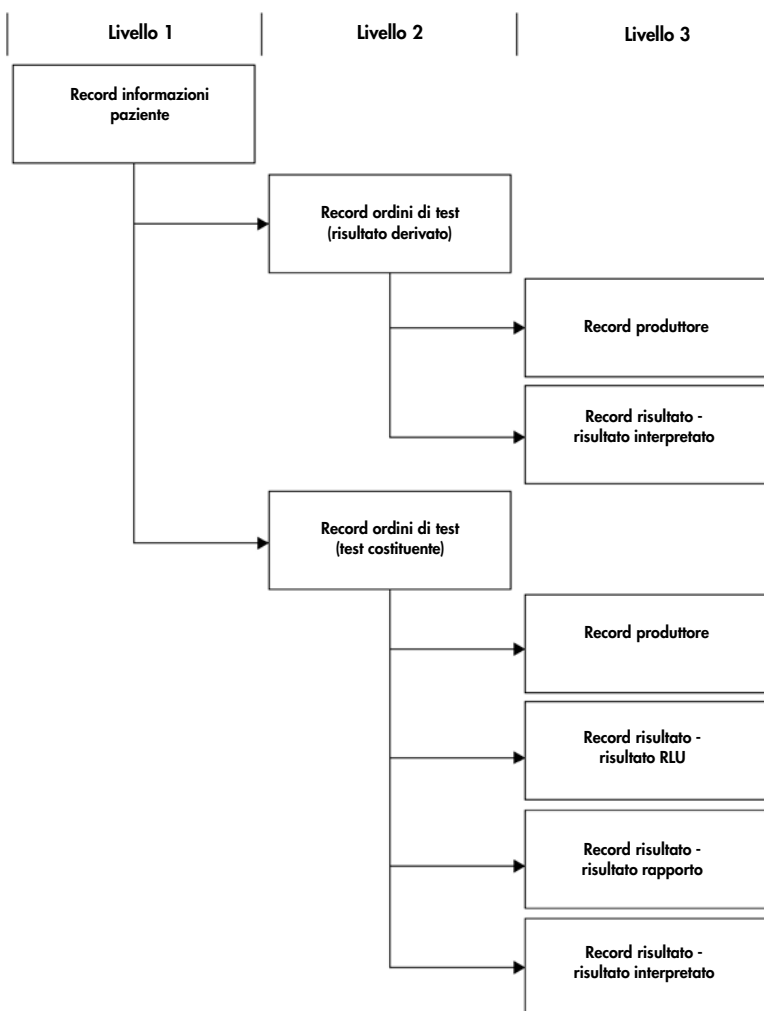 Livello 1
Livello 2
Livello 3
Record informazioni
paziente
Record ordini di test
(risultato derivato)
Record produttore
Record risultato -
risultato interpretato
Record ordini di test
(test costituente)
Record produttore
Record risultato -
risultato RLU
Record risultato -
risultato rapporto
Record risultato -
risultato interpretato